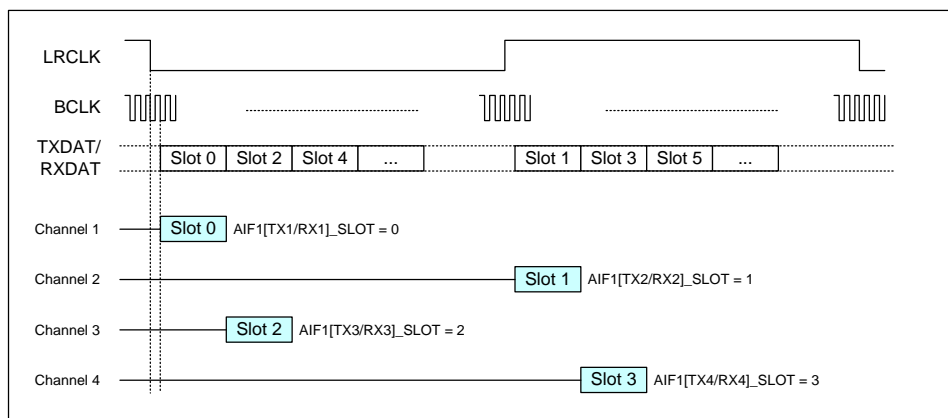 LRCLK
BCLK
TXDAT/
RXDAT
Slot 0 Slot 2 Slot 4 ... Slot 1 Slot 3 Slot 5 ...
Channel 1 Slot 0 AIF1[TX1/RX1]_SLOT = 0
Channel 2 Slot 1 AIF1[TX2/RX2]_SLOT = 1
Channel 3 Slot 2 AIF1[TX3/RX3]_SLOT = 2
Channel 4 Slot 3 AIF1[TX4/RX4]_SLOT = 3